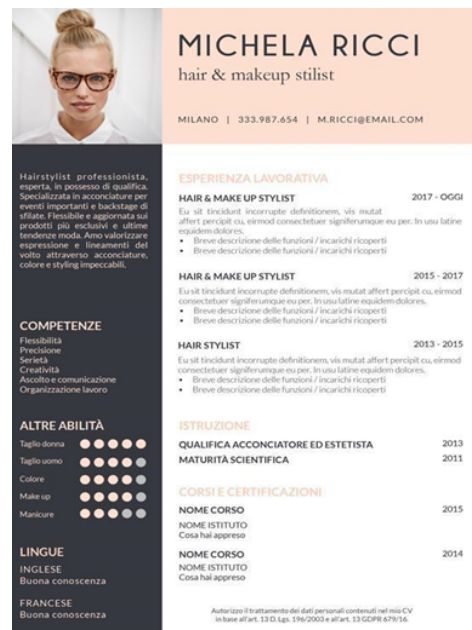 MICHELA RICCI
hair & makeup stilist
MILANO | 333.987.654 | M.RICCI@EMAIL.COM
Hairstylist professionista,
esperta, in possesso di qualifica.
Specializzata in acconciature per
eventi importanti e backstage di
sfilate. Flessibile e aggiornata sui
prodotti più esclusivi e ultime
tendenze moda. Amo valorizzare
espressione e lineamenti del
volto attraverso acconciature,
colore e styling impeccabili.
COMPETENZE
Flessibilità
Precisione
Serietà
Creatività
Ascolto e comunicazione
Organizzazione lavoro
ALTRE ABILITÀ
Taglio donna
Taglio uomo
Colore
Make up
Manicure
LINGUE
INGLESE
Buona conoscenza
FRANCESE
Buona conoscenza
ESPERIENZA LAVORATIVA
HAIR & MAKE UP STYLIST 2017 - OGGI
Eu sit tincidunt incorrupte definitionem, vis mutat
affert percipit cu, eirmod consectetuer signiferumque eu per. In usu latine
equidem dolores.
• Breve descrizione delle funzioni / incarichi ricoperti
• Breve descrizione delle funzioni / incarichi ricoperti
HAIR & MAKE UP STYLIST 2015 - 2017
Eu sit tincidunt incorrupte definitionem, vis mutat affert percipit cu, eirmod
consectetuer signiferumque eu per. In usu latine equidem dolores.
• Breve descrizione delle funzioni / incarichi ricoperti
• Breve descrizione delle funzioni / incarichi ricoperti
HAIR STYLIST 2013 - 2015
Eu sit tincidunt incorrupte definitionem, vis mutat affert percipit cu, eirmod
consectetuer signiferumque eu per. In usu latine equidem dolores.
• Breve descrizione delle funzioni / incarichi ricoperti
• Breve descrizione delle funzioni / incarichi ricoperti
ISTRUZIONE
QUALIFICA ACCONCIATORE ED ESTETISTA 2013
MATURITÀ SCIENTIFICA 2011
CORSI E CERTIFICAZIONI
NOME CORSO 2015
NOME ISTITUTO
Cosa hai appreso
NOME CORSO 2014
NOME ISTITUTO
Cosa hai appreso
Autorizzo il trattamento dei dati personali contenuti nel mio CV
in base all'art. 13 D. Lgs. 196/2003 e all'art. 13 GDPR 679/16.